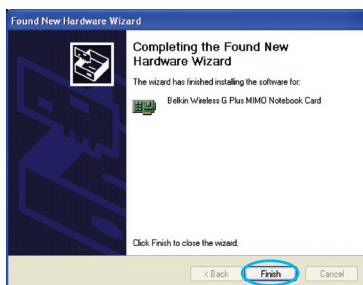 Found New Hardware Wizard
Completing the Found New
Hardware Wizard
The wizard has finished installing the software for:
Belkin Wireless G Plus MIMO Notebook Card
Click Finish to close the wizard.
< Back
Finish
Cancel